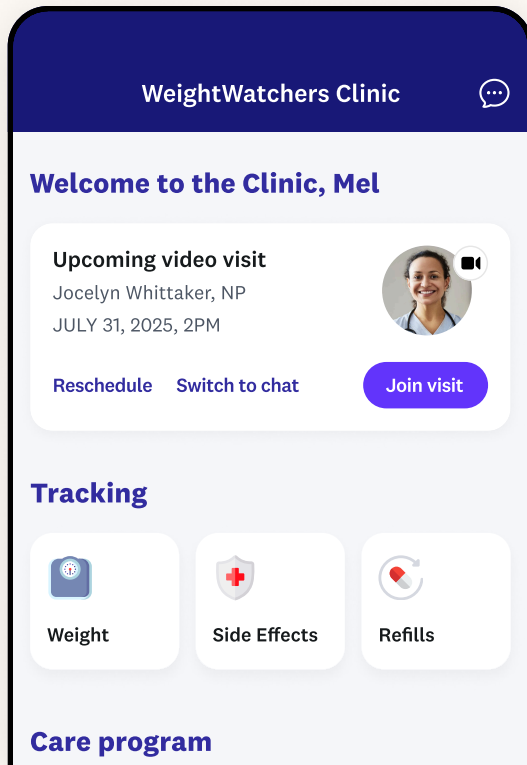 WeightWatchers Clinic
Welcome to the Clinic, Mel
Upcoming video visit
Jocelyn Whittaker, NP
JULY 31, 2025, 2PM
Reschedule Switch to chat Join visit
Tracking
Weight Side Effects Refills
Care program